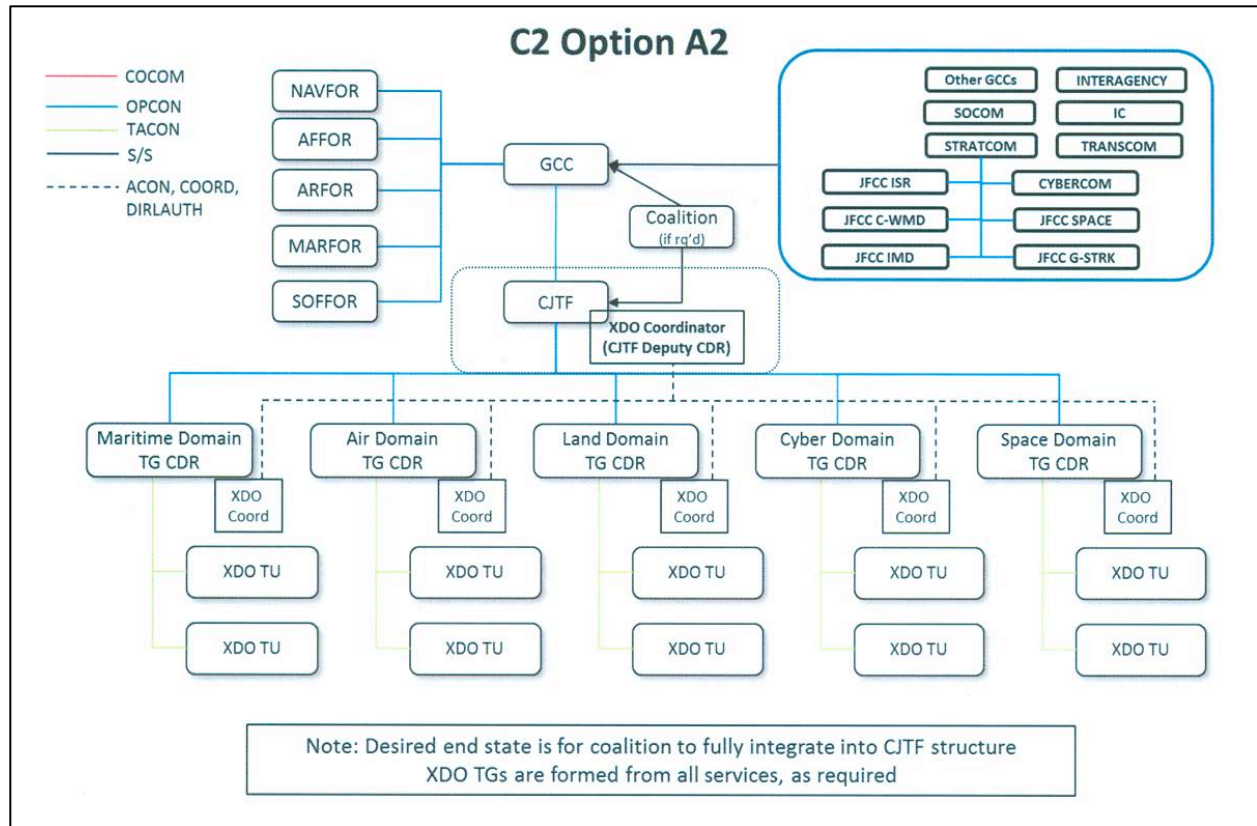 C2 Option A2
COCOM
OPCON
TACON
S/S
ACON, COORD,
DIRLAUTH
NAVFOR
AFFOR
ARFOR
MARFOR
SOFFOR
GCC
Coalition
(if rq'd)
CJTF
XDO Coordinator
(CJTF Deputy CDR)
Other GCCs
INTERAGENCY
SOCOM
IC
STRATCOM
TRANSCOM
JFCC ISR
CYBERCOM
JFCC C-WMD
JFCC SPACE
JFCC IMD
JFCC G-STRK
Maritime Domain
TG CDR
XDO
Coord
XDO TU
XDO TU
Air Domain
TG CDR
XDO
Coord
XDO TU
XDO TU
Land Domain
TG CDR
XDO
Coord
XDO TU
XDO TU
Cyber Domain
TG CDR
XDO
Coord
XDO TU
XDO TU
Space Domain
TG CDR
XDO
Coord
XDO TU
XDO TU
Note: Desired end state is for coalition to fully integrate into CJTF structure
XDO TGs are formed from all services, as required